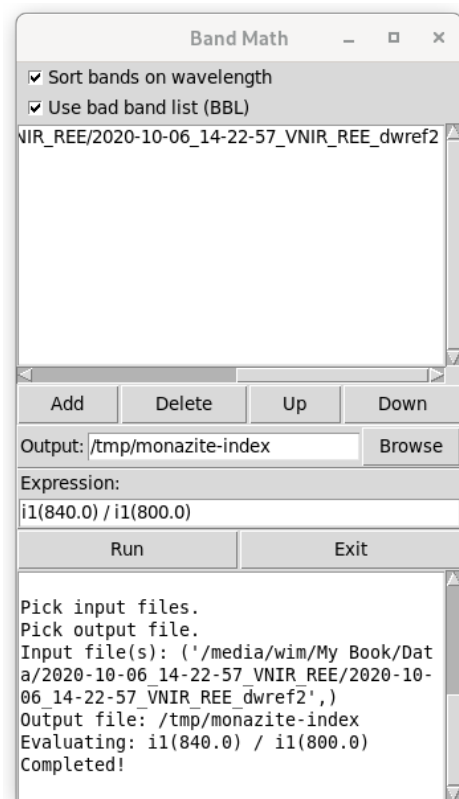 Band Math
Sort bands on wavelength
Use bad band list (BBL)
NIR_REE/2020-10-06_14-22-57_VNIR_REE_dwref2
Add Delete Up Down
Output: /tmp/monazite-index Browse
Expression:
i1(840.0) / i1(800.0)
Run Exit
Pick input files.
Pick output file.
Input file(s): ('/media/wim/My Book/Dat
a/2020-10-06_14-22-57_VNIR_REE/2020-10-
06_14-22-57_VNIR_REE_dwref2',)
Output file: /tmp/monazite-index
Evaluating: i1(840.0) / i1(800.0)
Completed!